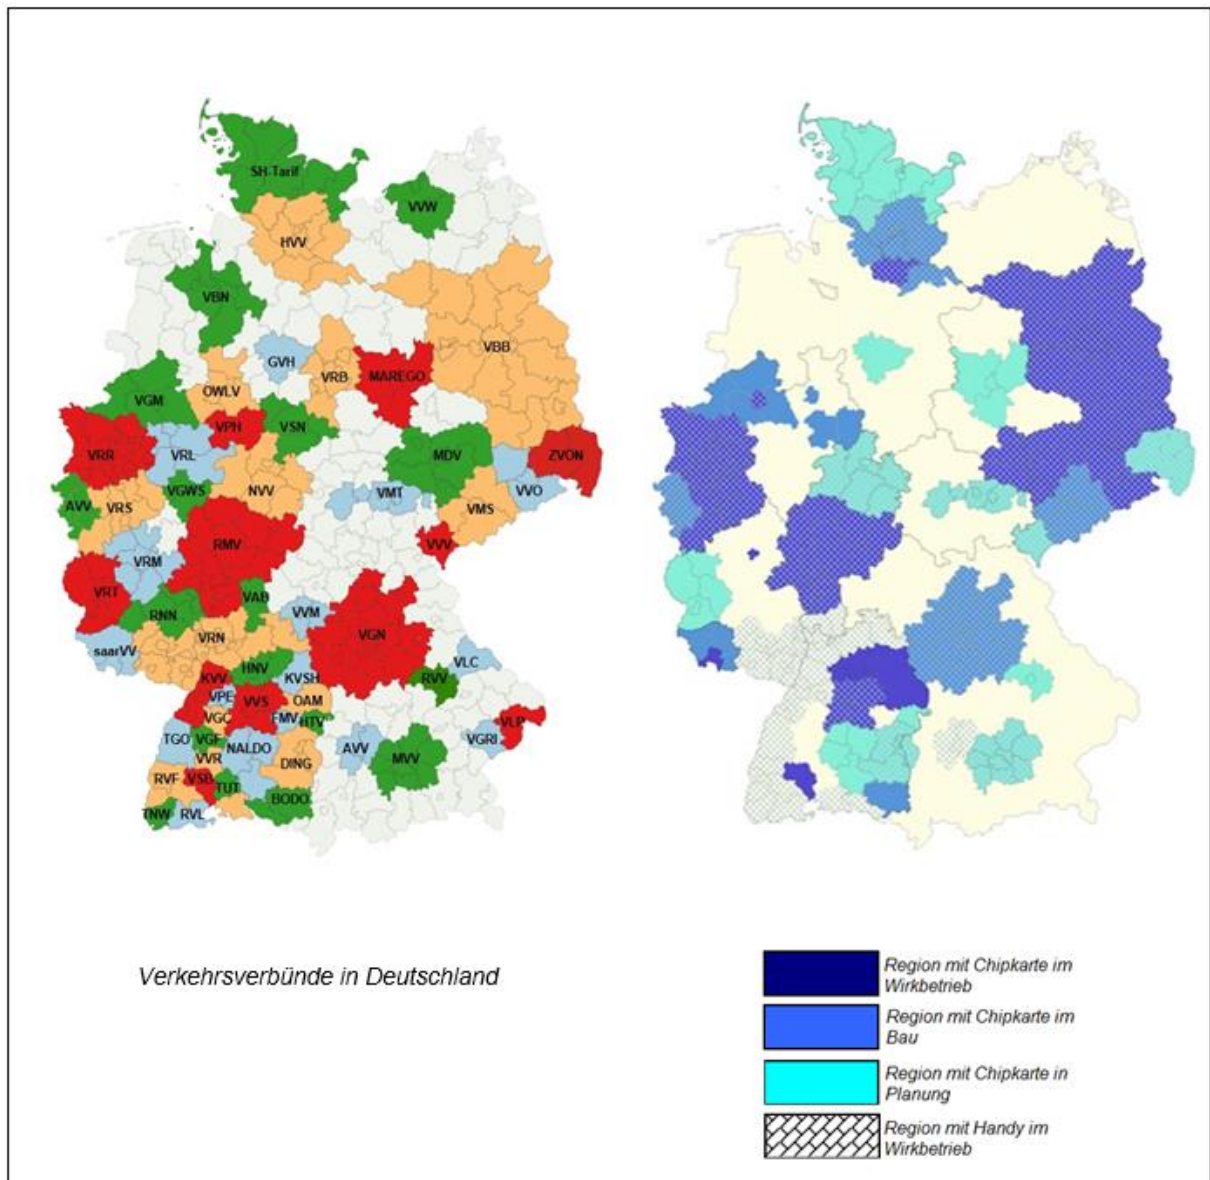 SH-Tarif
VVW
HVV
VBN
VBB
GVH
VRB
MAREGO
OWLV
VGM
VPH
VSN
VRR
VRL
MDV
ZVON
VGWS
NVV
VMT
VVO
AVV
VRS
VMS
RMV
VVV
VRM
VRT
VAB
RNN
VVM
VRN
VGN
saarVV
VLC
HNV
KVV
KVSH
RVV
VPE
VVS
OAM
VGC
FMV
HTV
VLP
TGO
VGF
NALDO
AVV
VGRI
VVR
DING
MVV
RVF
VSB
TUT
BODO
TNW
RVL
Verkehrsverbünde in Deutschland
Region mit Chipkarte im
Wirkbetrieb
Region mit Chipkarte im
Bau
Region mit Chipkarte in
Planung
Region mit Handy im
Wirkbetrieb